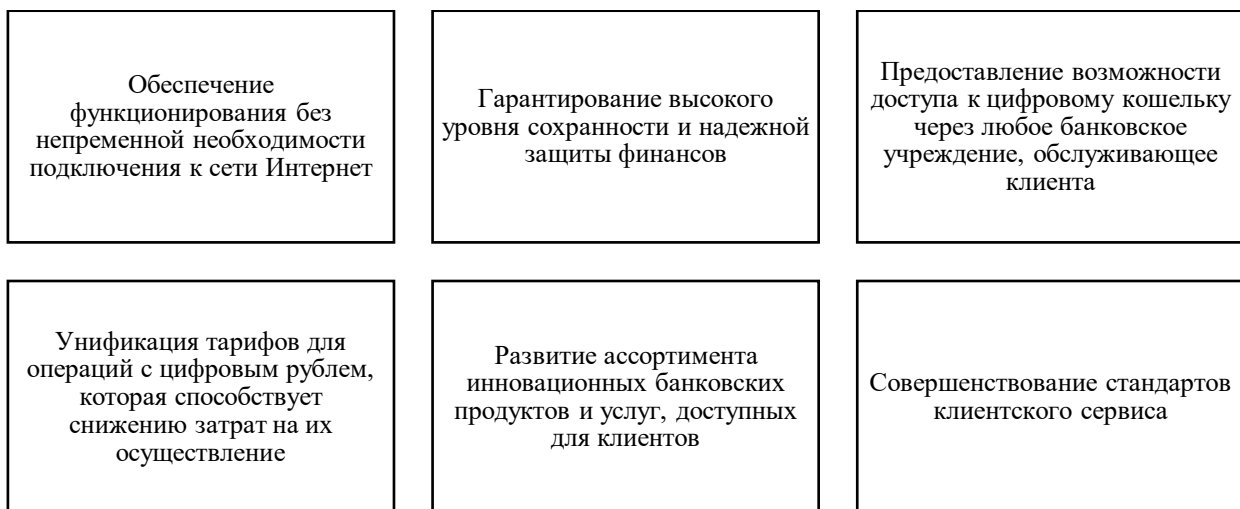 Обеспечение
функционирования без
непременной необходимости
подключения к сети Интернет
Гарантирование высокого
уровня сохранности и надежной
защиты финансов
Предоставление возможности
доступа к цифровому кошельку
через любое банковское
учреждение, обслуживающее
клиента
Унификация тарифов для
операций с цифровым рублем,
которая способствует
снижению затрат на их
осуществление
Развитие ассортимента
инновационных банковских
продуктов и услуг, доступных
для клиентов
Совершенствование стандартов
клиентского сервиса